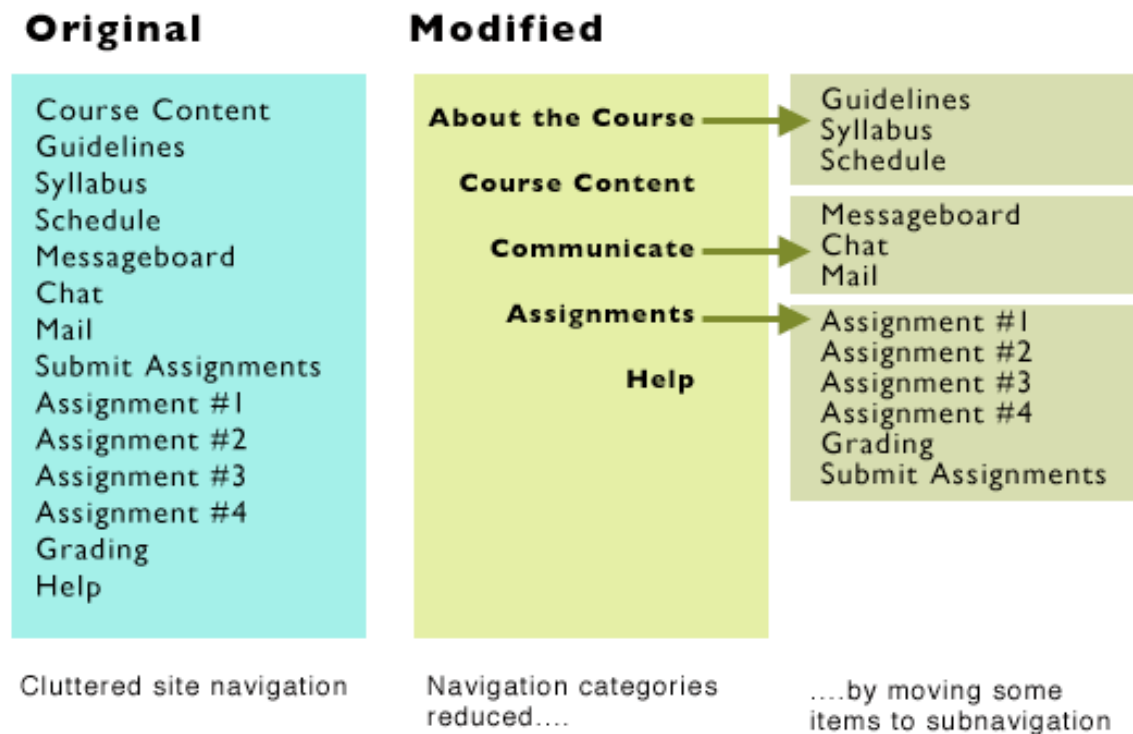 Original
Course Content
Guidelines
Syllabus
Schedule
Messageboard
Chat
Mail
Submit Assignments
Assignment #1
Assignment #2
Assignment #3
Assignment #4
Grading
Help
Cluttered site navigation
Modified
About the Course
Course Content
Communicate
Assignments
Help
Navigation categories
reduced....
Guidelines
Syllabus
Schedule
Messageboard
Chat
Mail
Assignment #1
Assignment #2
Assignment #3
Assignment #4
Grading
Submit Assignments
....by moving some
items to subnavigation